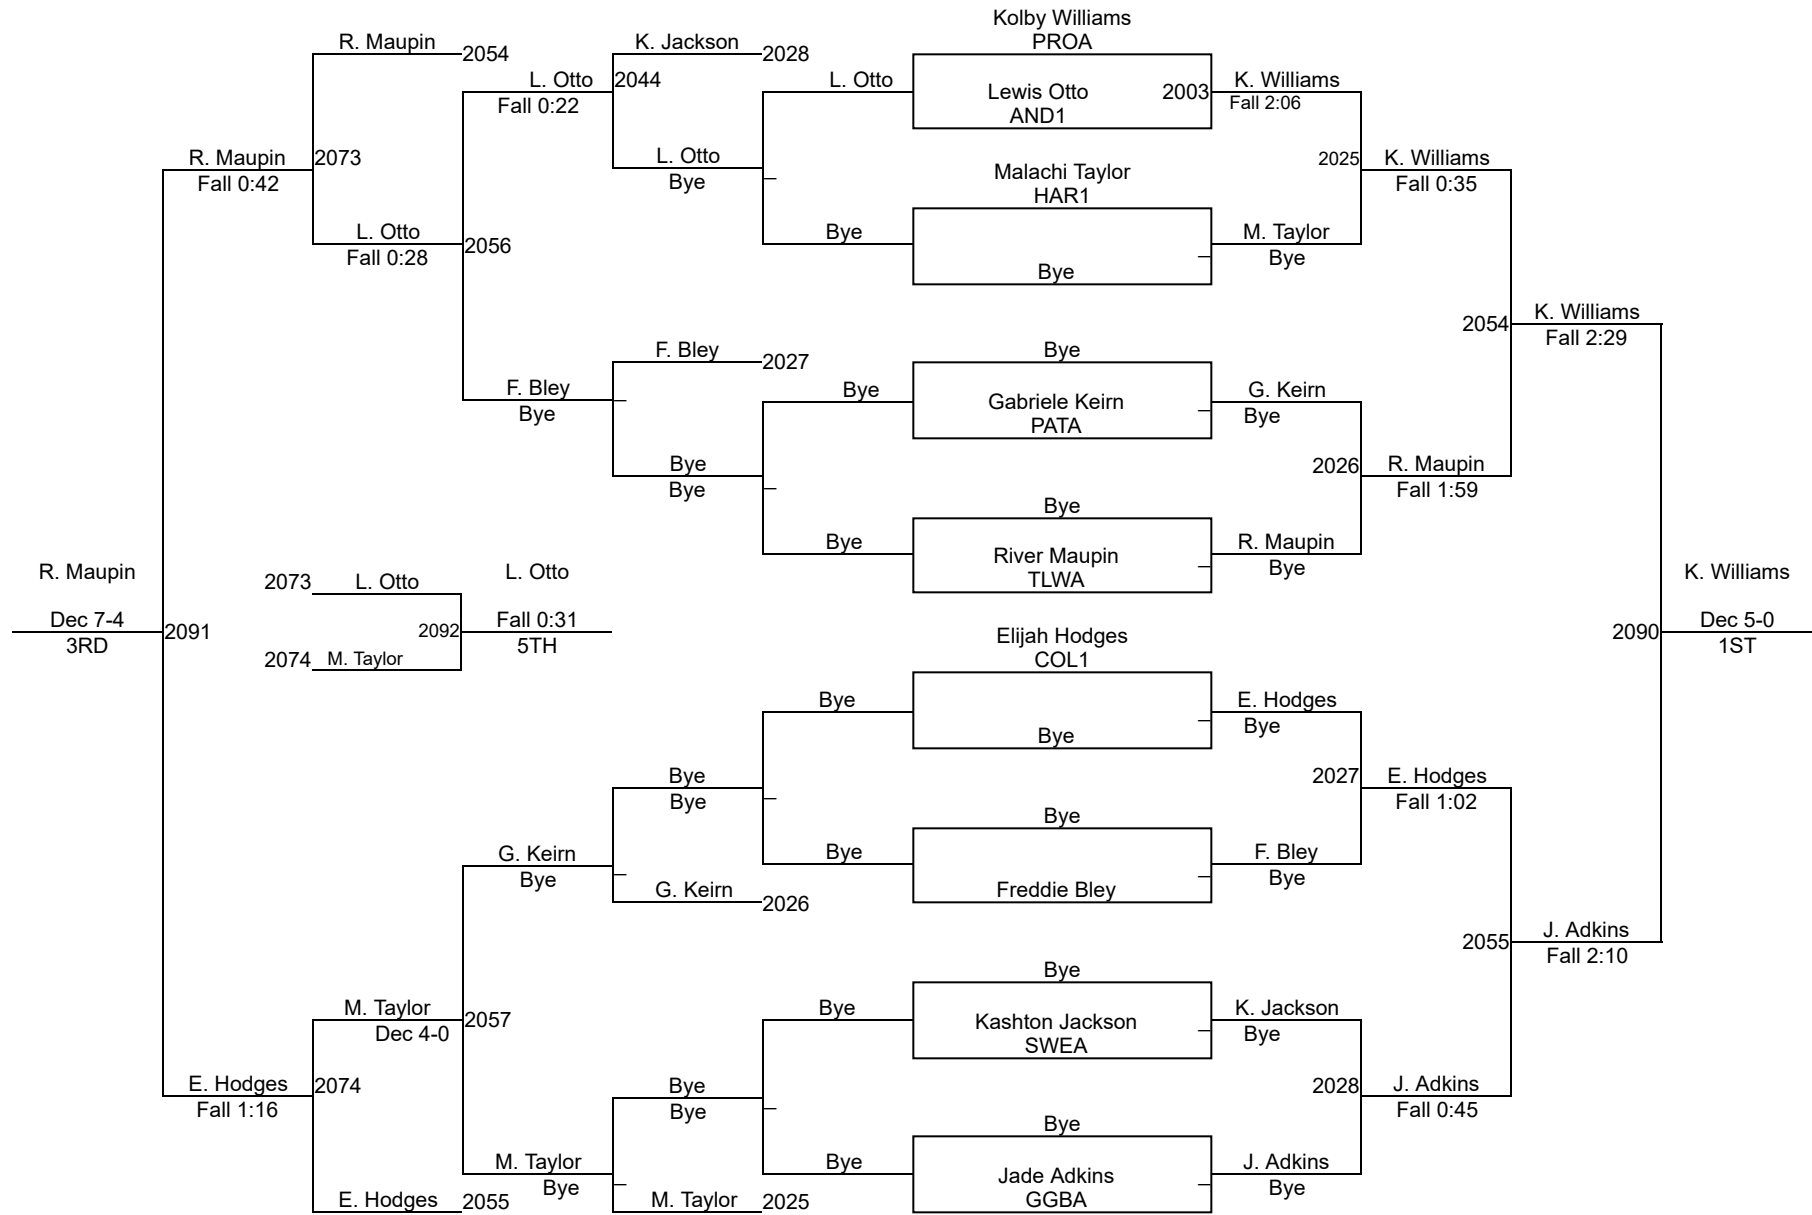 Kolby Williams
R. Maupin
K. Jackson
PROA
2054
2028
L. Otto
2044
L. Otto
K. Williams
Fall 0:22
Lewis Otto
2003
Fall 2:06
AND1
R. Maupin
2073
L. Otto
Malachi Taylor
2025
K. Williams
Fall 0:42
Bye
HAR1
Fall 0:35
L. Otto
2056
Bye
M. Taylor
Fall 0:28
Bye
Bye
2054
K. Williams
Fall 2:29
F. Bley
2027
Bye
F. Bley
Bye
Gabriele Keirn
G. Keirn
Bye
PATA
Bye
Bye
2026
R. Maupin
Bye
Fall 1:59
Bye
Bye
River Maupin
R. Maupin
TLWA
Bye
R. Maupin
2073
L. Otto
L. Otto
K. Williams
Dec 7-4
2091
2092
Fall 0:31
2090
Dec 5-0
3RD
5TH
1ST
2074
M. Taylor
Elijah Hodges
COL1
Bye
E. Hodges
Bye
Bye
Bye
2027
E. Hodges
Bye
Fall 1:02
Bye
G. Keirn
Bye
F. Bley
Bye
G. Keirn
2026
Freddie Bley
Bye
2055
J. Adkins
Fall 2:10
Bye
M. Taylor
2057
Bye
Kashton Jackson
K. Jackson
Dec 4-0
SWEA
Bye
E. Hodges
2074
Bye
2028
J. Adkins
Fall 1:16
Bye
Fall 0:45
Bye
M. Taylor
Bye
Jade Adkins
J. Adkins
Bye
GGBA
Bye
E. Hodges
2055
M. Taylor
2025